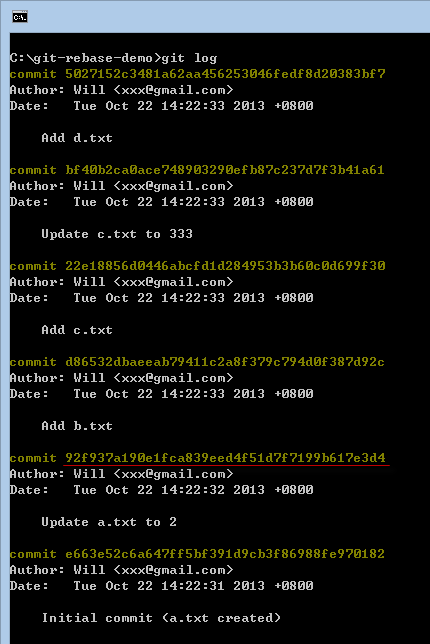 C:\git-rebase-demo>git log
commit 5027152c3481a62aa456253046fedf8d20383bf7
Author: Will <xxx@gmail.com>
Date:   Tue Oct 22 14:22:33 2013 +0800
Add d.txt
commit bf40b2ca0ace748903290efb87c237d7f3b41a61
Author: Will <xxx@gmail.com>
Date:   Tue Oct 22 14:22:33 2013 +0800
Update c.txt to 333
commit 22e18856d0446abcfd1d284953b3b60c0d699f30
Author: Will <xxx@gmail.com>
Date:   Tue Oct 22 14:22:33 2013 +0800
Add c.txt
commit d86532dbaeeab79411c2a8f379c794d0f387d92c
Author: Will <xxx@gmail.com>
Date:   Tue Oct 22 14:22:33 2013 +0800
Add b.txt
commit 92f937a190e1fca839eed4f51d7f7199b617e3d4
Author: Will <xxx@gmail.com>
Date:   Tue Oct 22 14:22:32 2013 +0800
Update a.txt to 2
commit e663e52c6a647ff5bf391d9cb3f86988fe970182
Author: Will <xxx@gmail.com>
Date:   Tue Oct 22 14:22:31 2013 +0800
Initial commit (a.txt created)